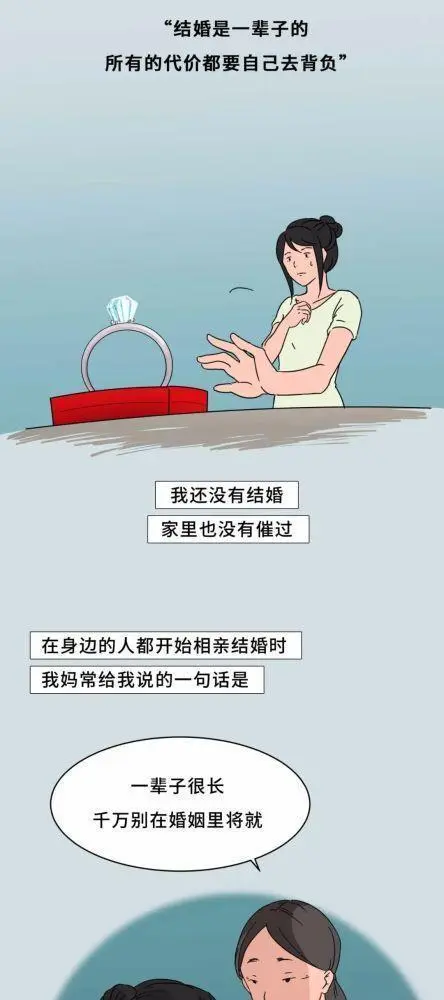 “结婚是一辈子的
所有的代价都要自己去背负”
我还没有结婚
家里也没有催过
在身边的人都开始相亲结婚时
我妈常给我说的一句话是
一辈子很长
千万别在婚姻里将就